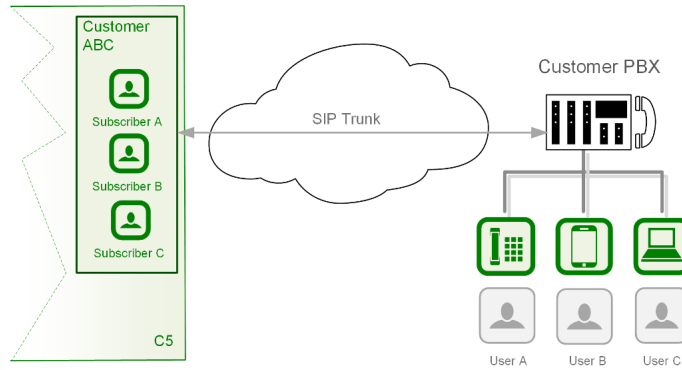 Customer
ABC
Subscriber A
Subscriber B
Subscriber C
C5
SIP Trunk
Customer PBX
User A
User B
User C